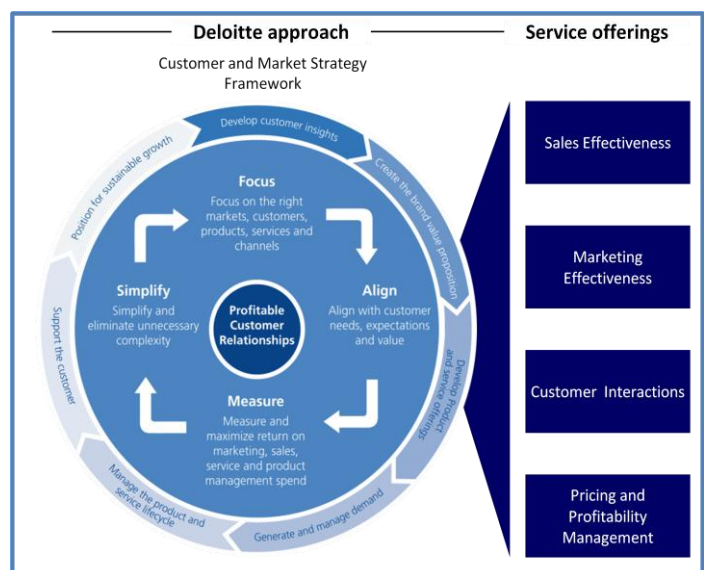 Deloitte approach
Service offerings
Customer and Market Strategy
Framework
Develop customer insights
Create the brand value proposition
Develop Product
and service offerings
Generate and manage demand
Manage the product and
service lifecycle
Support the customer
Position for sustainable growth
Focus
Focus on the right
markets, customers,
products, services and
channels
Align
Align with customer
needs, expectations
and value
Measure
Measure and
maximize return on
marketing, sales,
service and product
management spend
Simplify
Simplify and
eliminate unnecessary
complexity
Profitable
Customer
Relationships
Sales Effectiveness
Marketing
Effectiveness
Customer Interactions
Pricing and
Profitability
Management